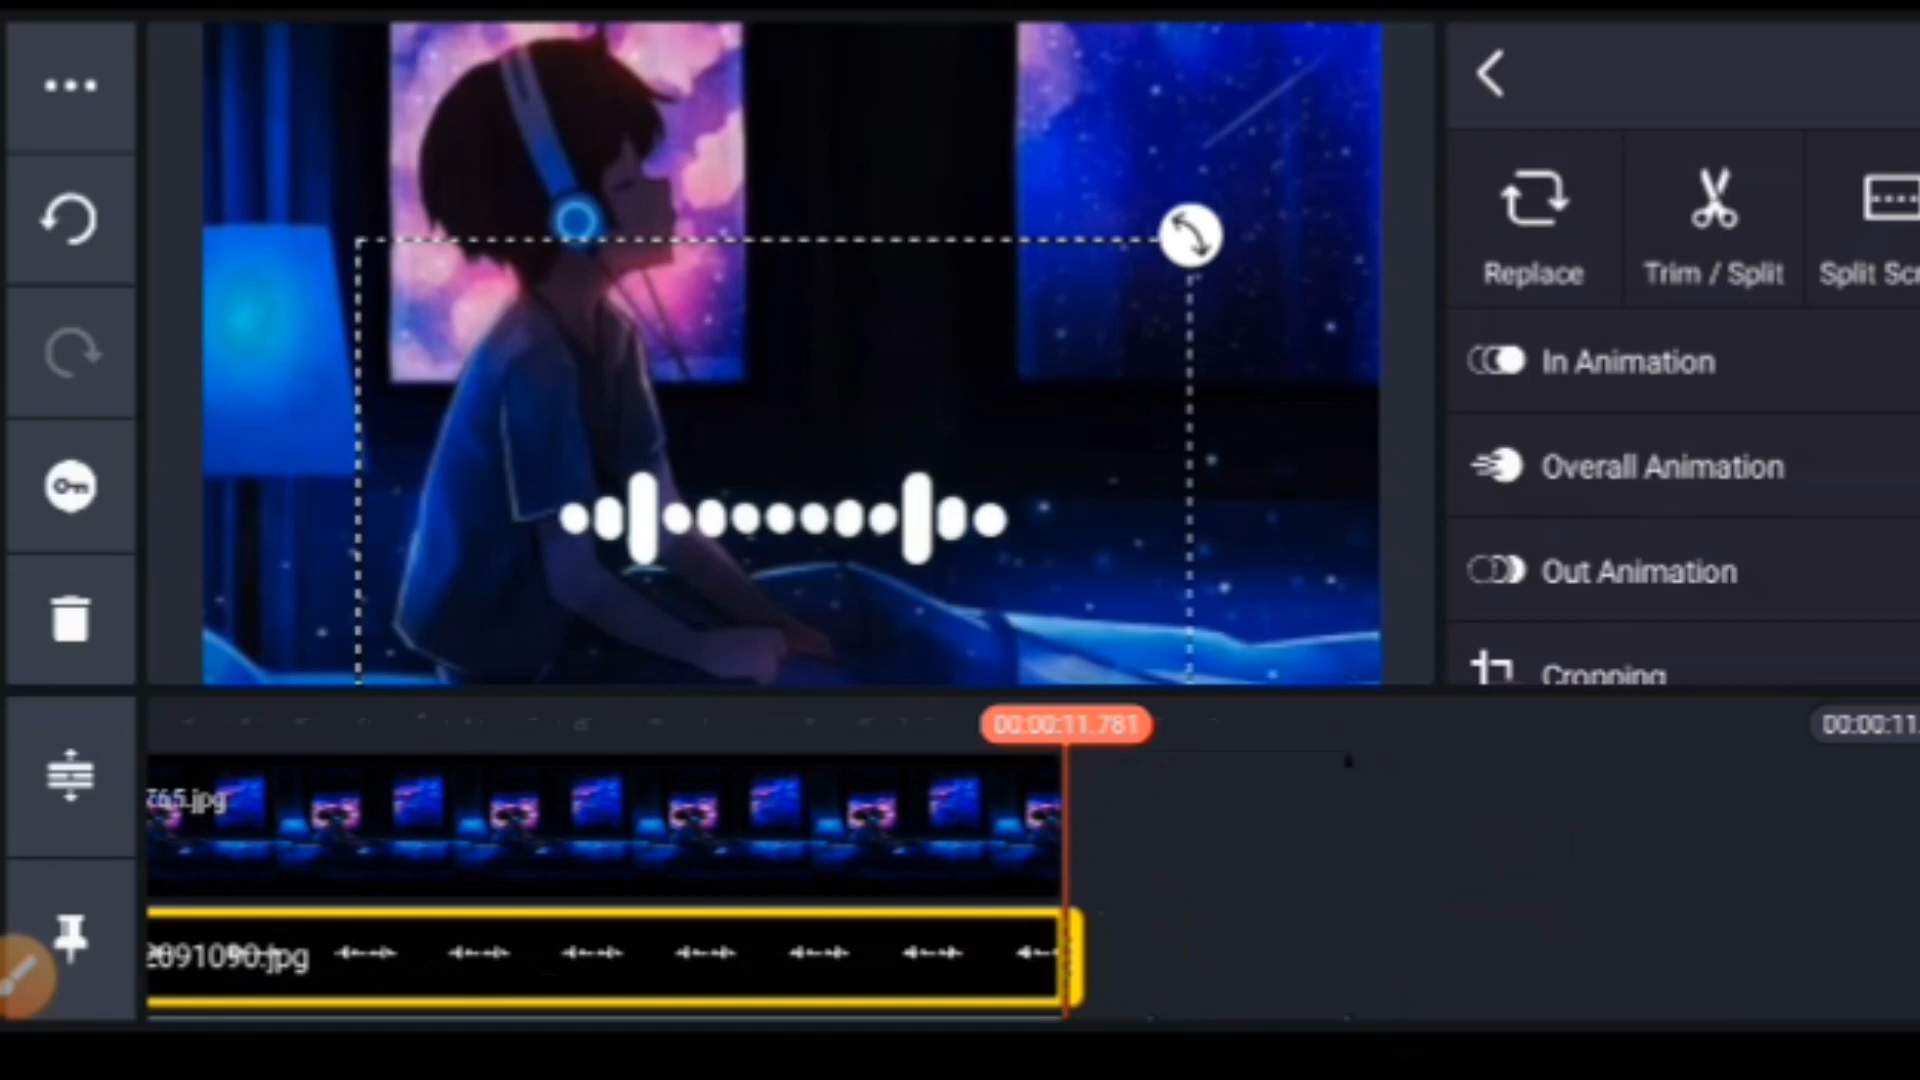 Replace
Trim / Split
Split Scr
In Animation
Overall Animation
Out Animation
Cropping
00:00:11.781
00:00:11.
765.jpg
2091090.jpg